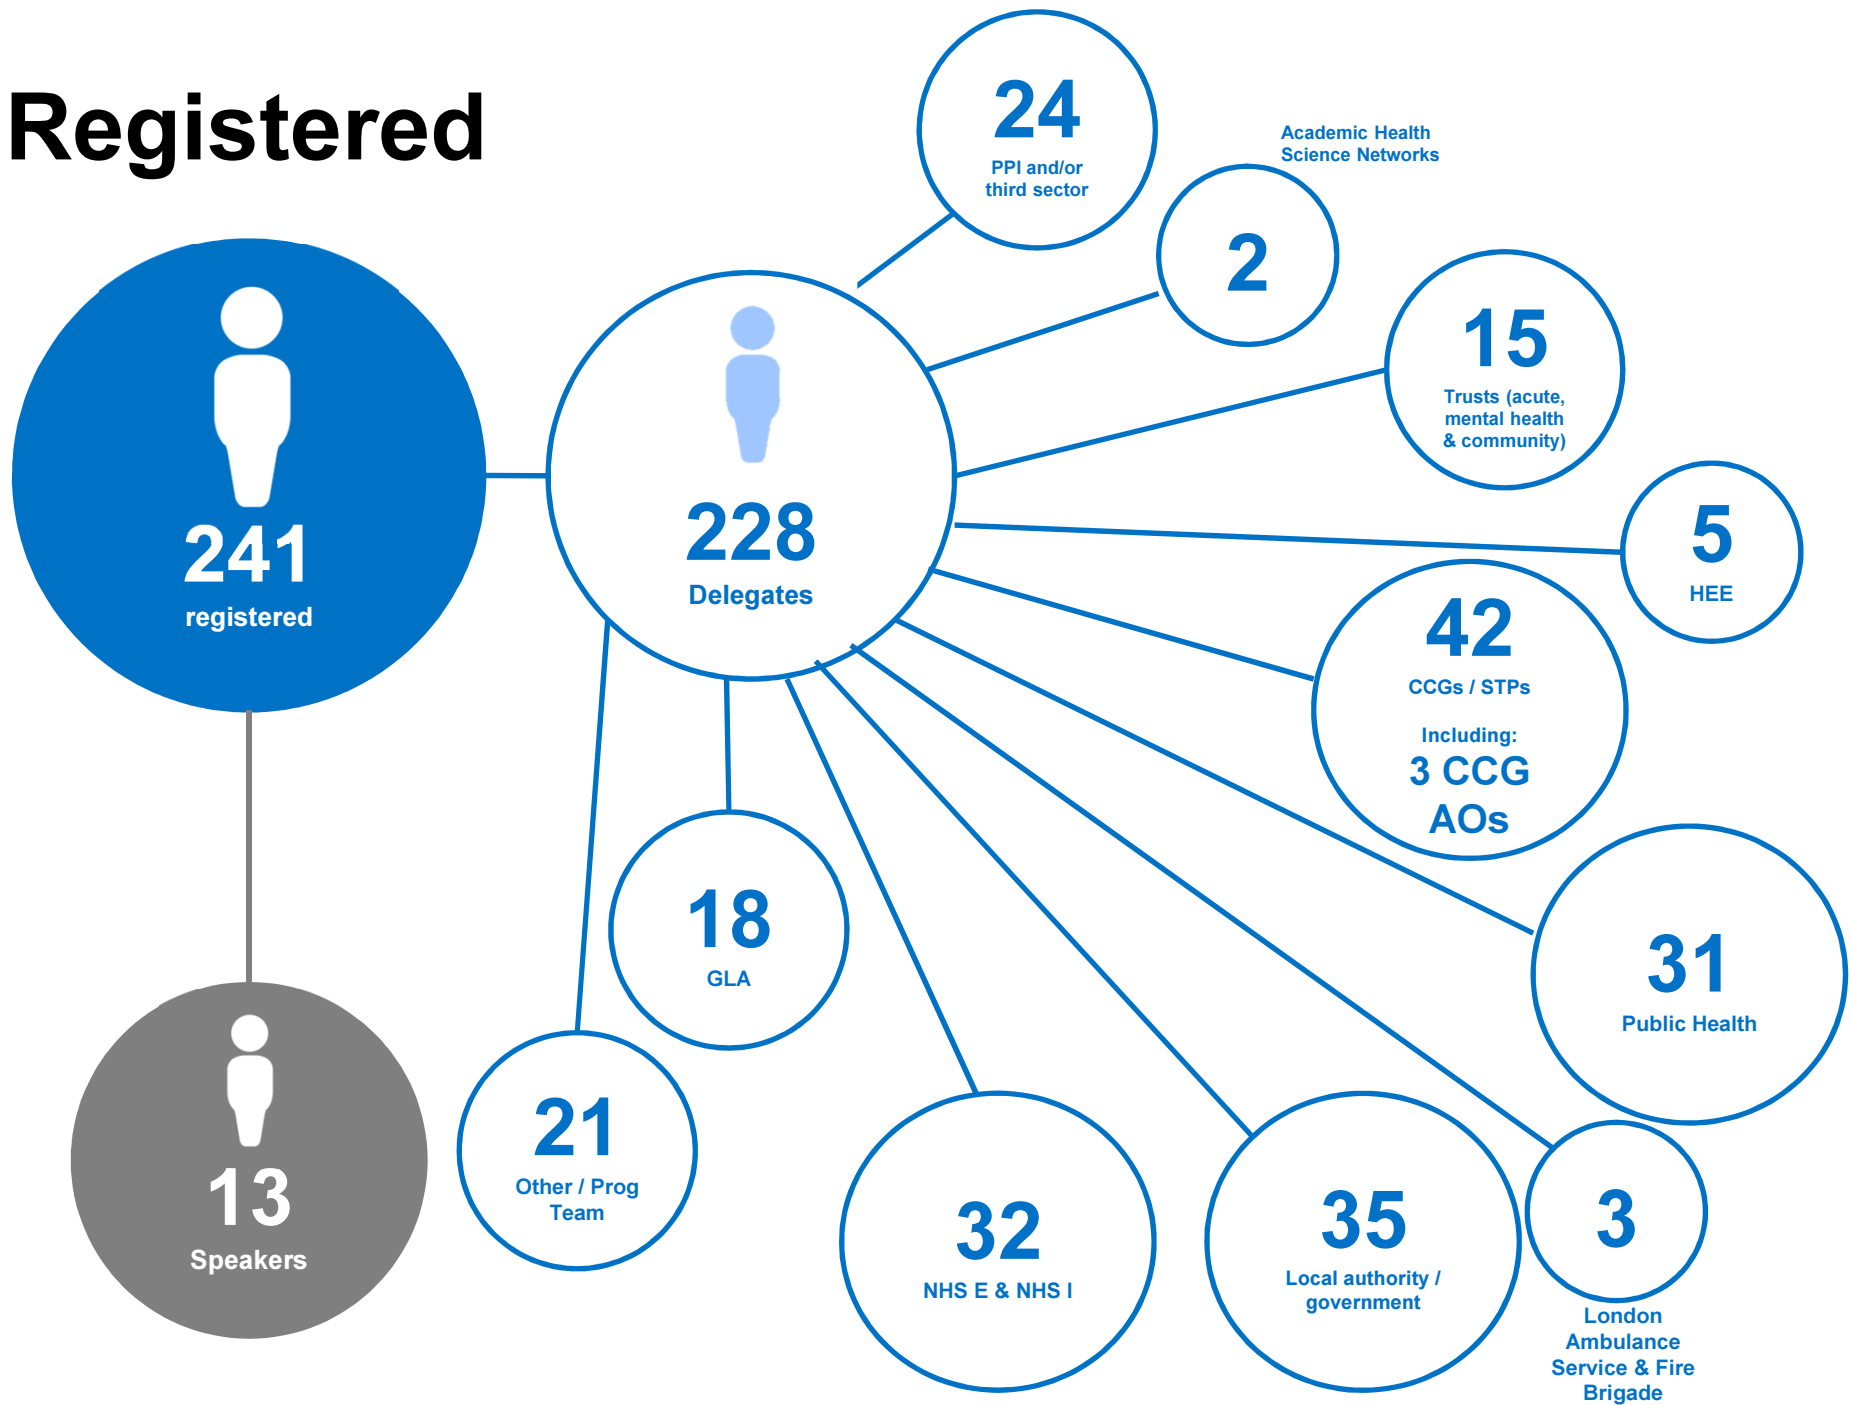 Registered
241
registered
13
Speakers
228
Delegates
24
PPI and/or
third sector
Academic Health
Science Networks
2
15
Trusts (acute,
mental health
& community)
5
HEE
42
CCGs / STPs
Including:
3 CCG
AOs
31
Public Health
3
London
Ambulance
Service & Fire
Brigade
35
Local authority /
government
32
NHS E & NHS I
18
GLA
21
Other / Prog
Team